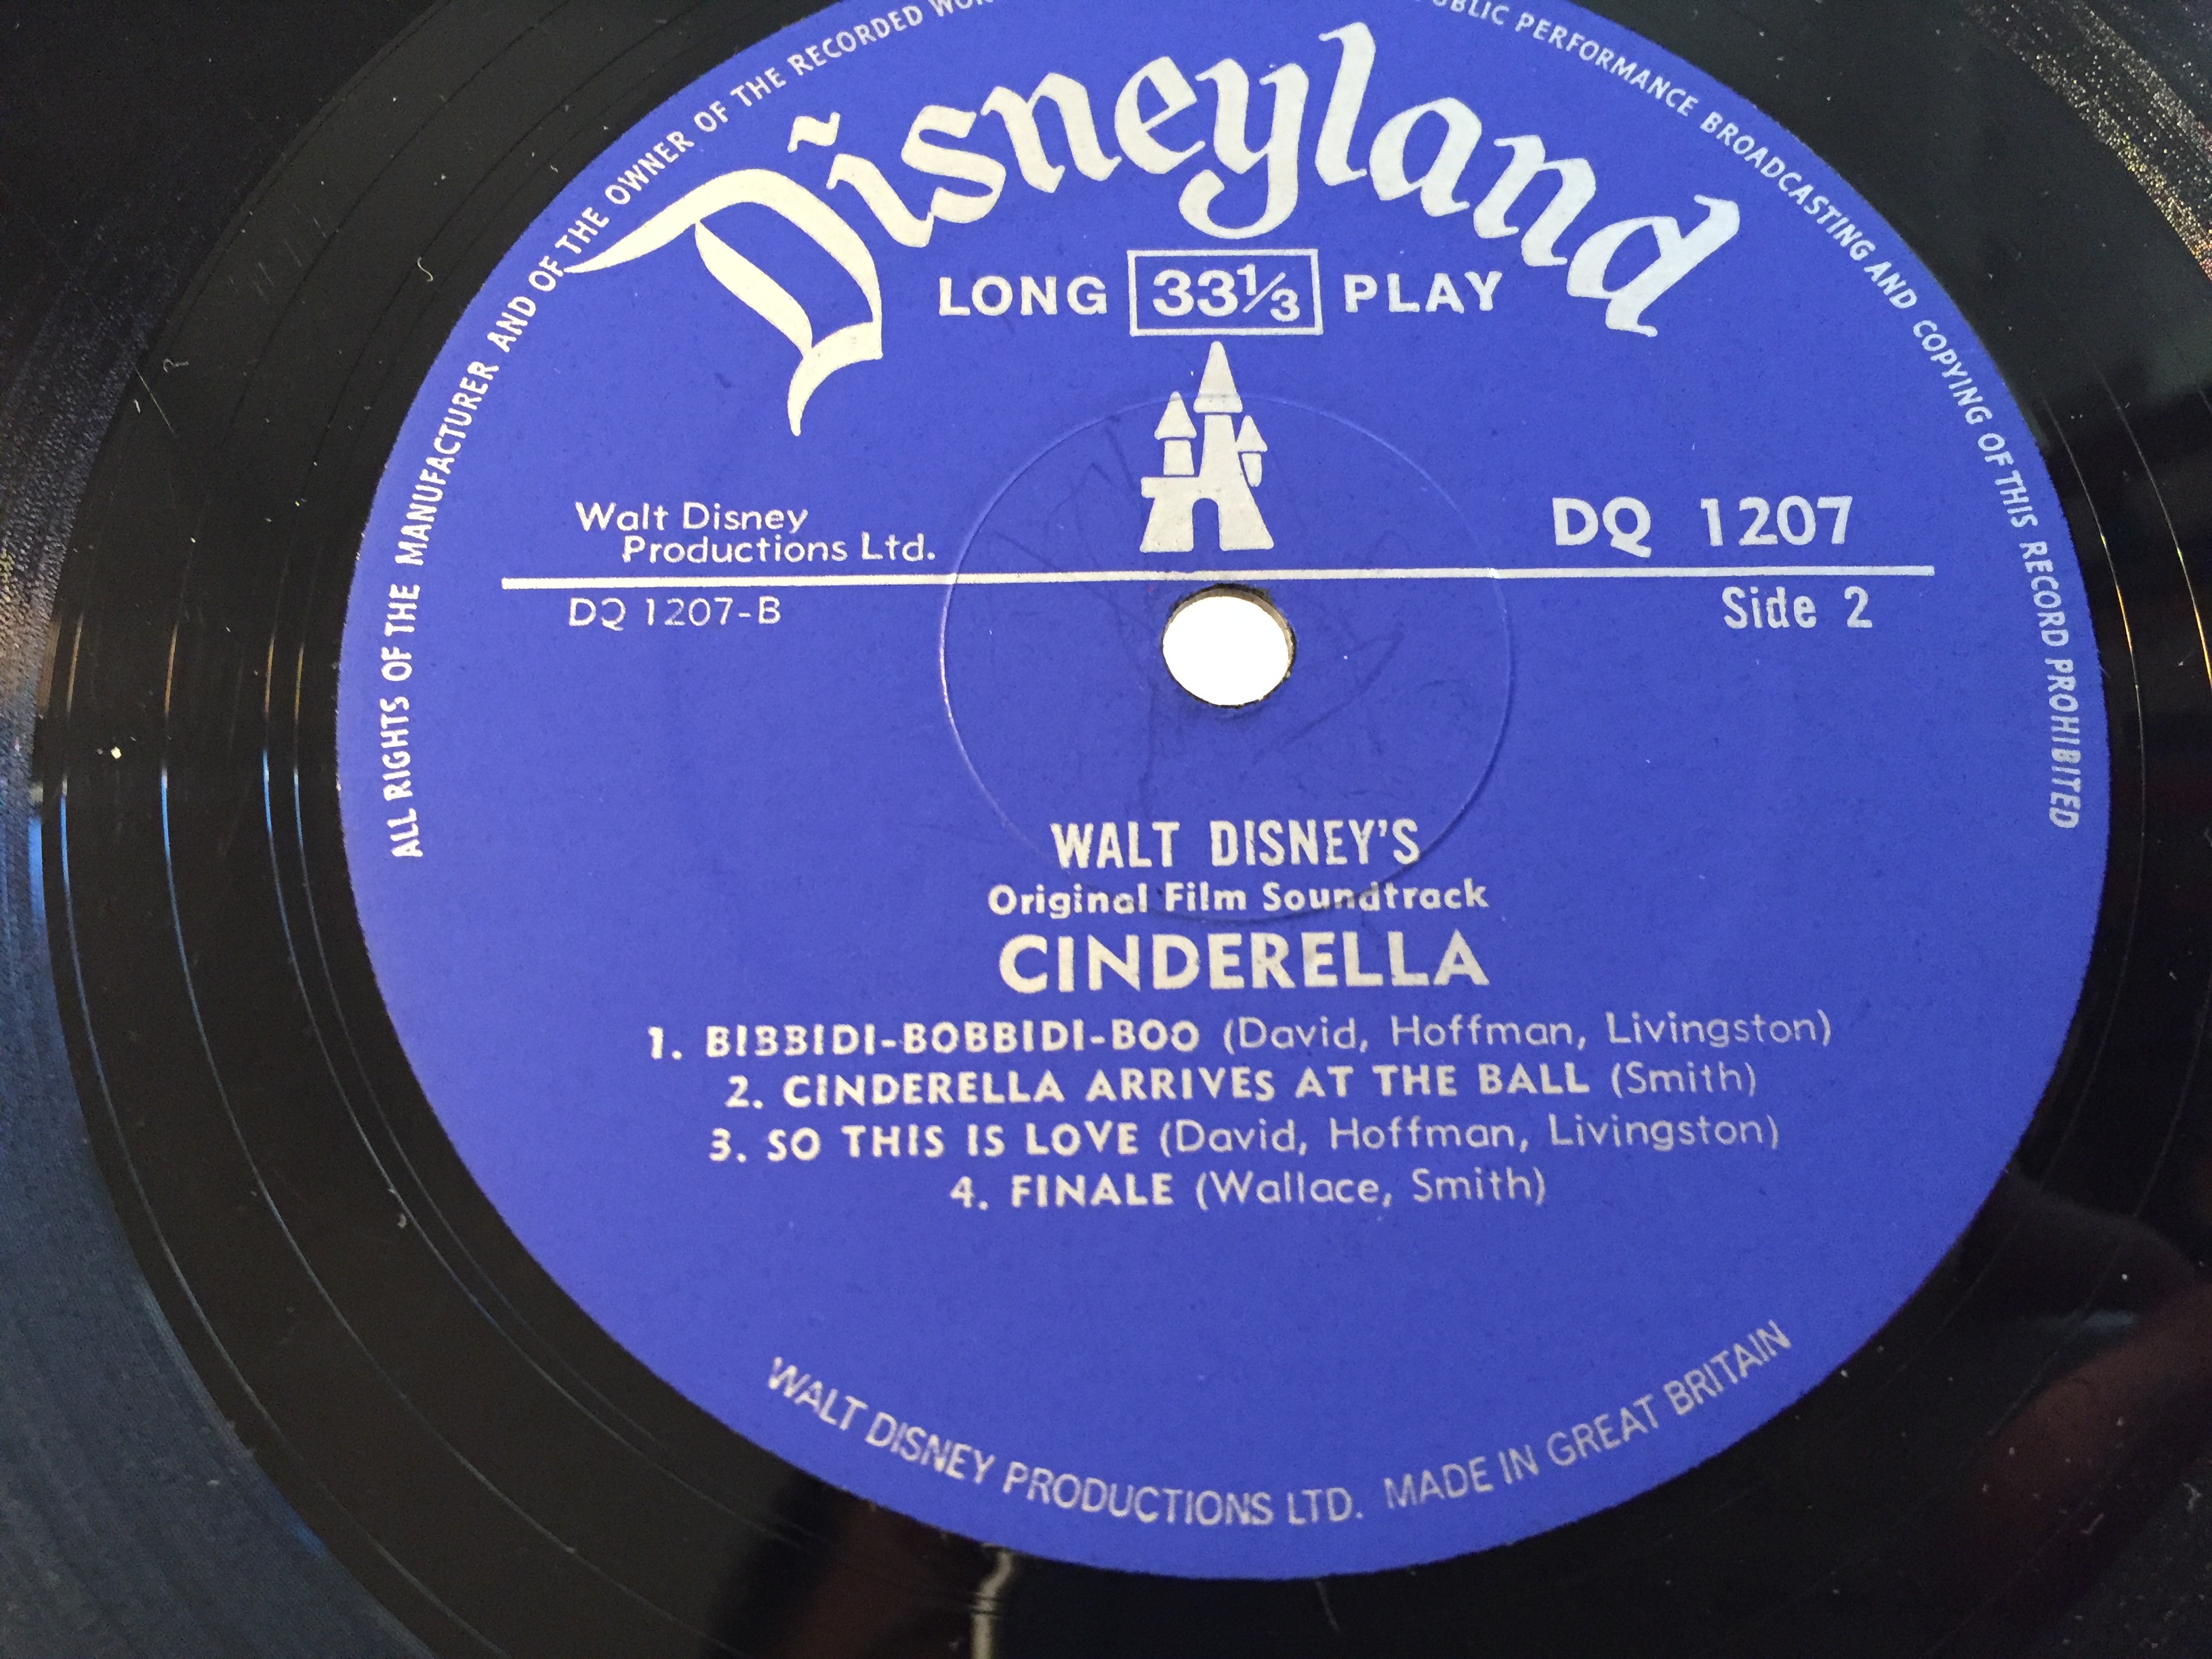 ALL RIGHTS OF THE MANUFACTURER AND OF THE OWNER OF THE RECORDED
PUBLIC PERFORMANCE BROADCASTING AND COPYING OF THIS RECORD PROHIBITED
Disneyland
LONG 33⅓ PLAY
Walt Disney
Productions Ltd.
DQ 1207
DQ 1207-B
Side 2
WALT DISNEY'S
Original Film Soundtrack
CINDERELLA
1. BIBBIDI-BOBBIDI-BOO (David, Hoffman, Livingston)
2. CINDERELLA ARRIVES AT THE BALL (Smith)
3. SO THIS IS LOVE (David, Hoffman, Livingston)
4. FINALE (Wallace, Smith)
WALT DISNEY PRODUCTIONS LTD. MADE IN GREAT BRITAIN